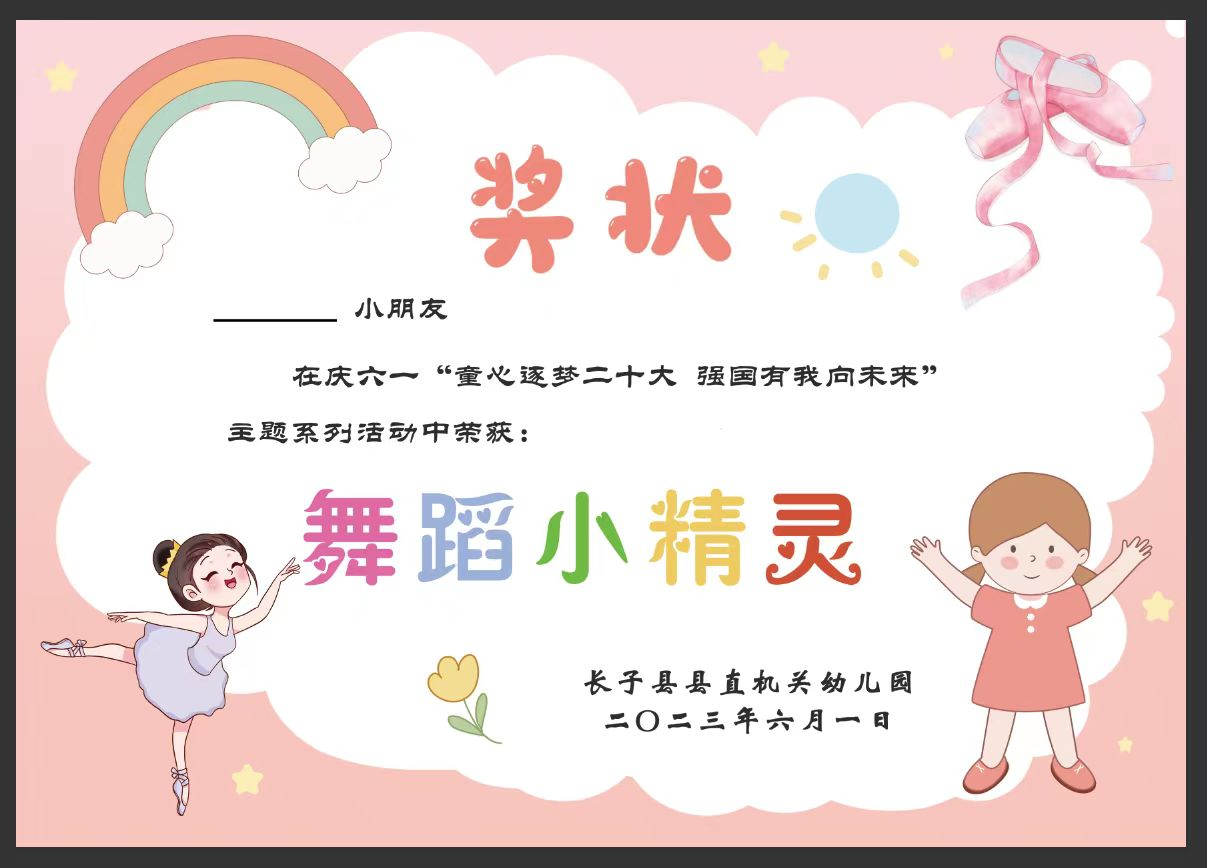 奖状
________ 小朋友
在庆六一“童心逐梦二十大 强国有我向未来”
主题系列活动中荣获：
舞蹈小精灵
长子县县直机关幼儿园
二〇二三年六月一日